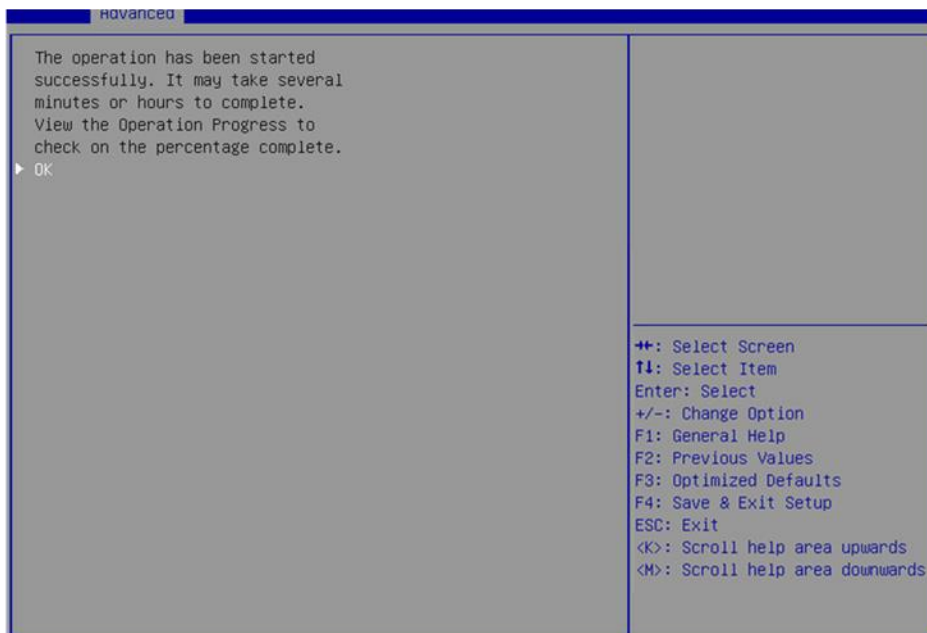 Advanced
The operation has been started
successfully. It may take several
minutes or hours to complete.
View the Operation Progress to
check on the percentage complete.
OK
→←: Select Screen
↑↓: Select Item
Enter: Select
+/-: Change Option
F1: General Help
F2: Previous Values
F3: Optimized Defaults
F4: Save & Exit Setup
ESC: Exit
<K>: Scroll help area upwards
<M>: Scroll help area downwards